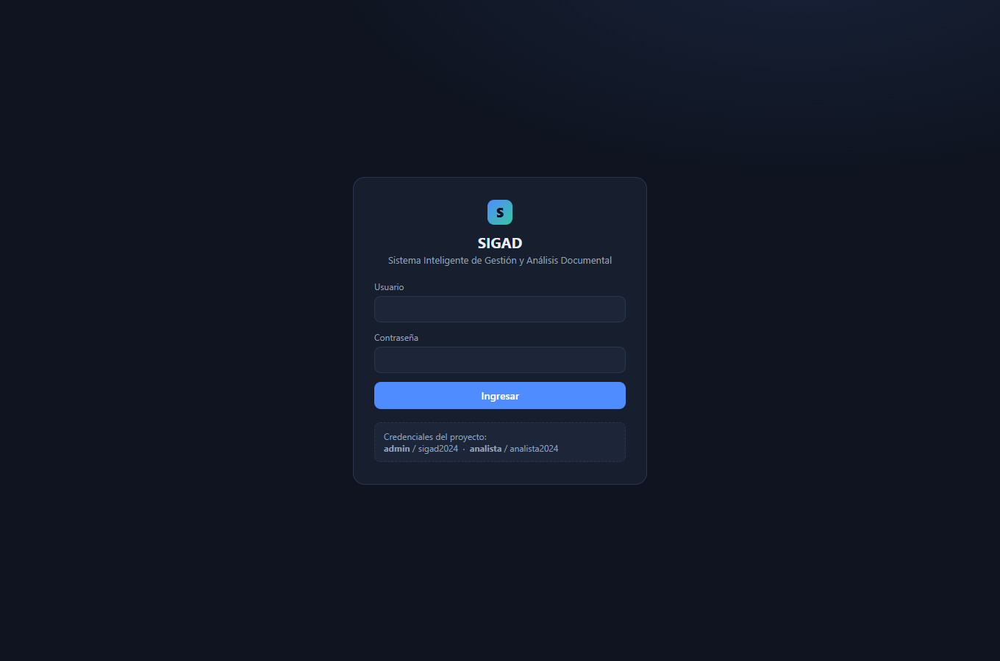 S
SIGAD
Sistema Inteligente de Gestión y Análisis Documental
Usuario
Contraseña
Ingresar
Credenciales del proyecto:
admin / sigad2024 · analista / analista2024